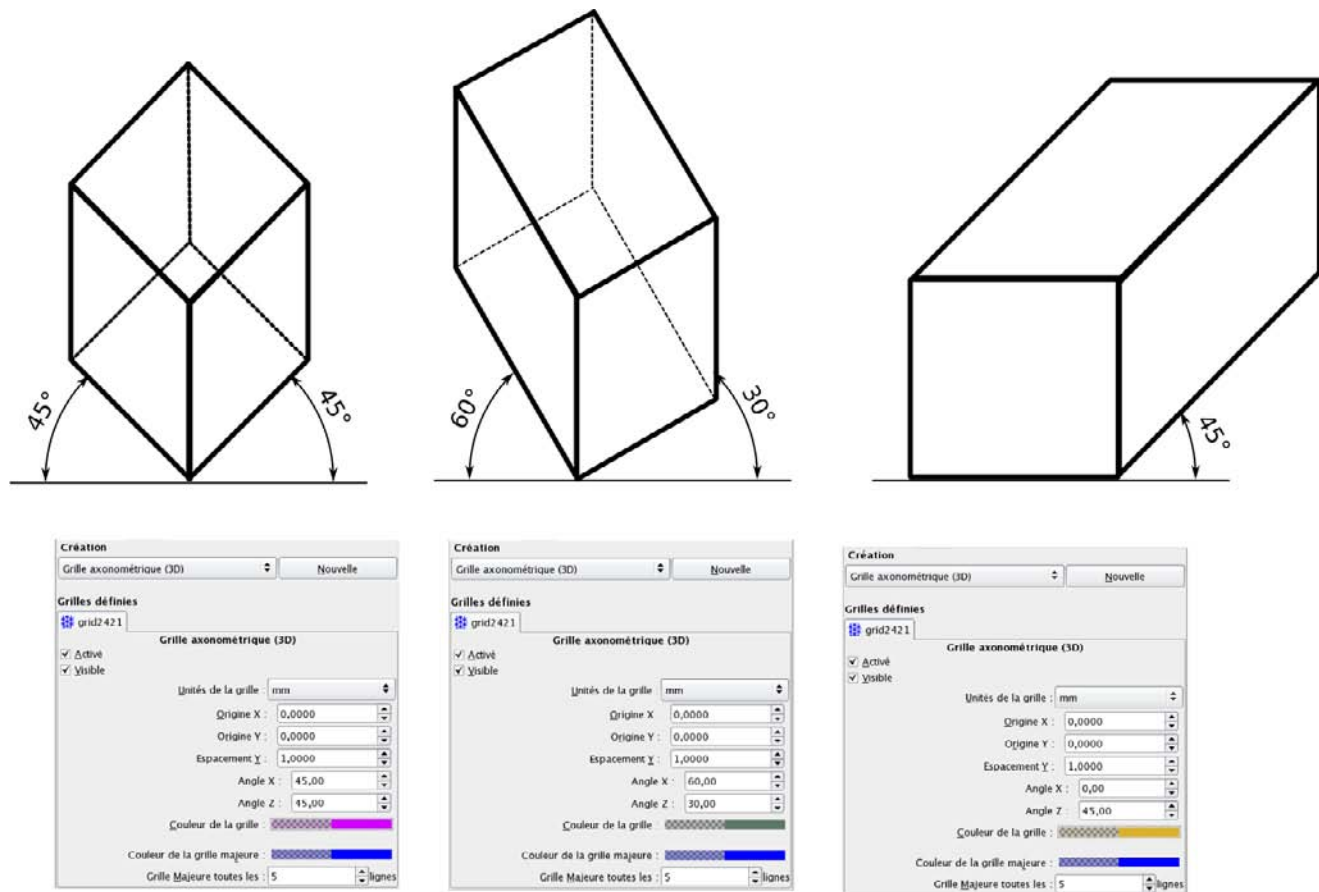 45°
45°
60°
30°
45°
Création
Grille axonométrique (3D)
Nouvelle
Grilles définies
grid2421
Grille axonométrique (3D)
Activé
Visible
Unités de la grille : mm
Origine X : 0,0000
Origine Y : 0,0000
Espacement Y : 1,0000
Angle X : 45,00
Angle Z : 45,00
Couleur de la grille :
Couleur de la grille majeure :
Grille Majeure toutes les : 5 lignes
Création
Grille axonométrique (3D)
Nouvelle
Grilles définies
grid2421
Grille axonométrique (3D)
Activé
Visible
Unités de la grille mm
Origine X 0,0000
Origine Y : 0,0000
Espacement Y : 1,0000
Angle X : 60,00
Angle Z : 30,00
Couleur de la grille :
Couleur de la grille majeure :
Grille Majeure toutes les : 5 lignes
Création
Grille axonométrique (3D)
Nouvelle
Grilles définies
grid2421
Grille axonométrique (3D)
Activé
Visible
Unités de la grille : mm
Origine X : 0,0000
Origine Y : 0,0000
Espacement Y : 1,0000
Angle X : 0,00
Angle Z : 45,00
Couleur de la grille :
Couleur de la grille majeure :
Grille Majeure toutes les : 5 lignes